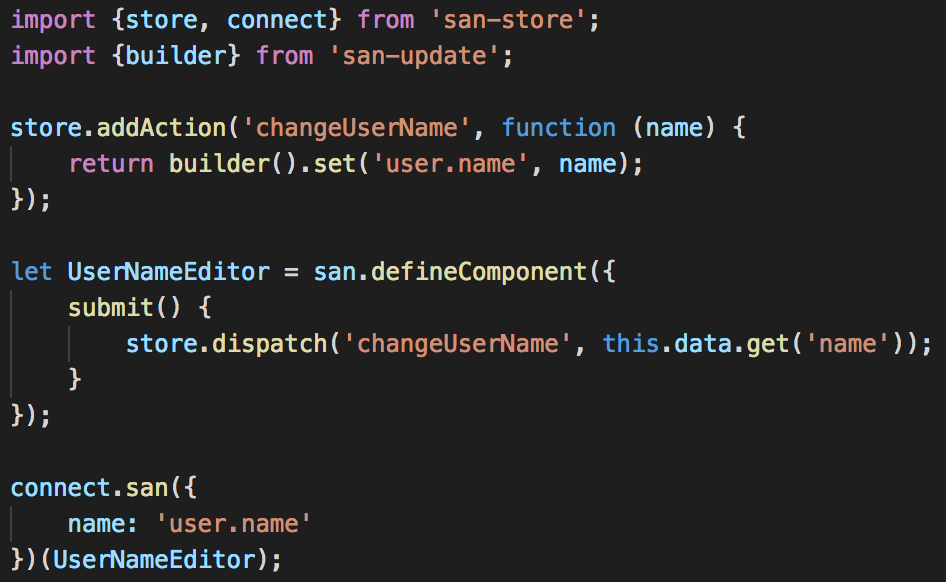 import {store, connect} from 'san-store';
import {builder} from 'san-update';

store.addAction('changeUserName', function (name) {
    return builder().set('user.name', name);
});

let UserNameEditor = san.defineComponent({
    submit() {
        store.dispatch('changeUserName', this.data.get('name'));
    }
});

connect.san({
    name: 'user.name'
})(UserNameEditor);